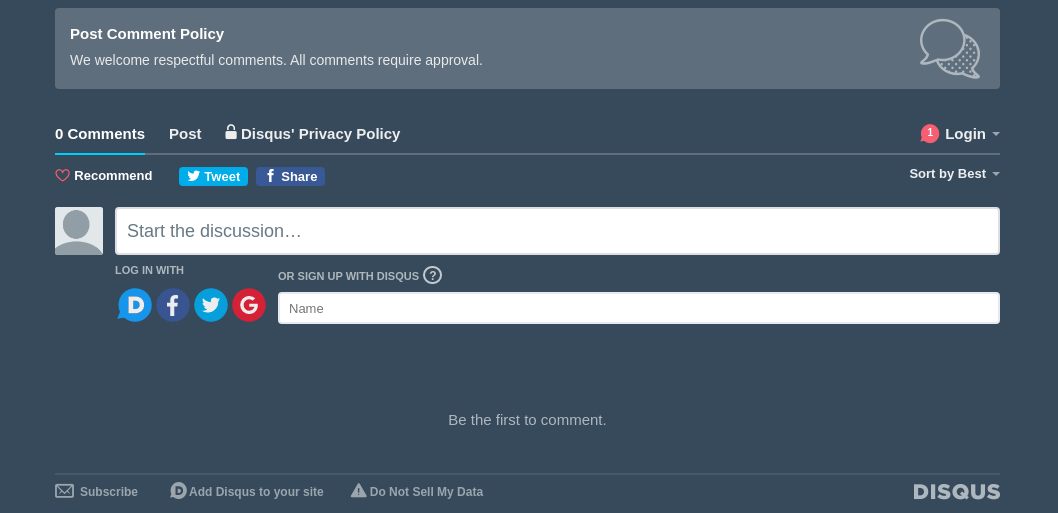 Post Comment Policy
We welcome respectful comments. All comments require approval.
0 Comments Post Disqus' Privacy Policy 1 Login
Recommend Tweet f Share Sort by Best
Start the discussion…
LOG IN WITH
OR SIGN UP WITH DISQUS ?
D f G
Name
Be the first to comment.
Subscribe D Add Disqus to your site Do Not Sell My Data DISQUS